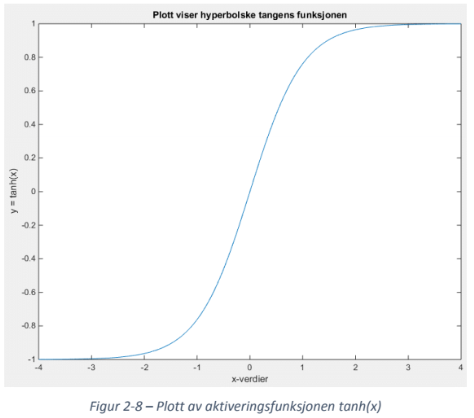 Plott viser hyperbolske tangens funksjonen
1
0.8
0.6
0.4
0.2
0
-0.2
-0.4
-0.6
-0.8
-1
y = tanh(x)
-4 -3 -2 -1 0 1 2 3 4
x-verdier
Figur 2-8 – Plott av aktiveringsfunksjonen tanh(x)